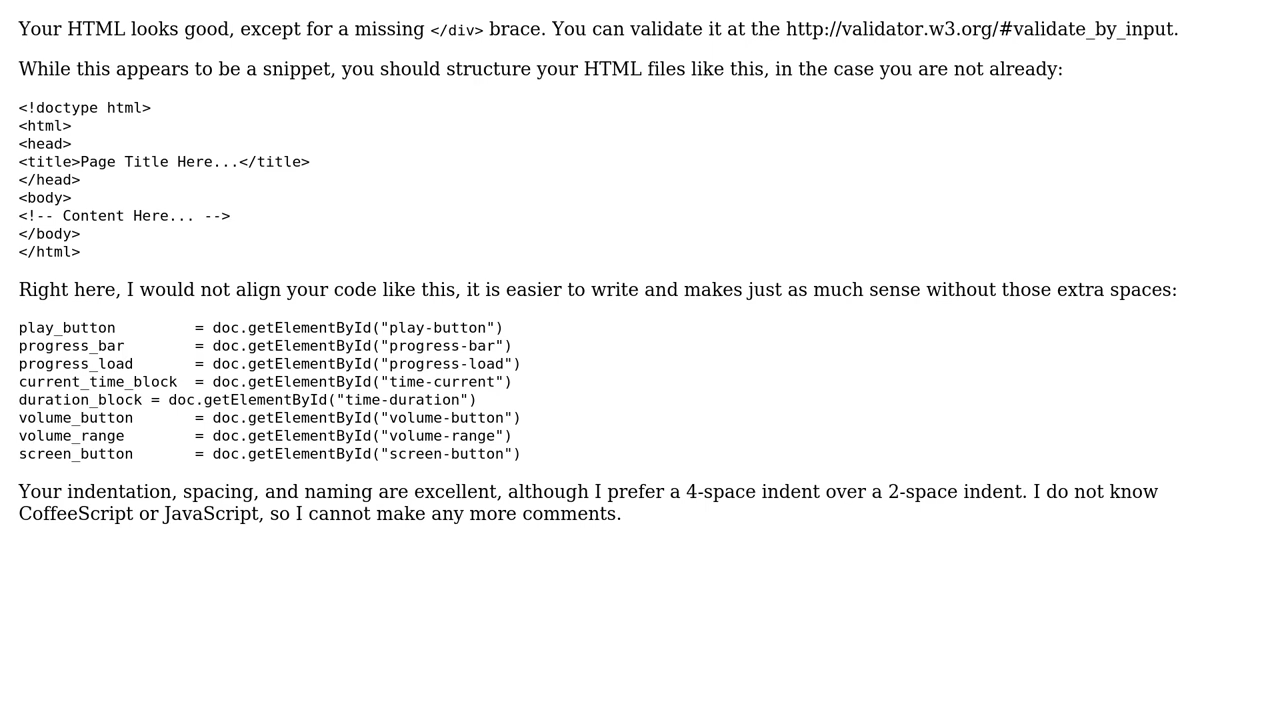 Your HTML looks good, except for a missing </div> brace. You can validate it at the http://validator.w3.org/#validate_by_input.
While this appears to be a snippet, you should structure your HTML files like this, in the case you are not already:
<!doctype html>
<html>
<head>
<title>Page Title Here...</title>
</head>
<body>
<!-- Content Here... -->
</body>
</html>
Right here, I would not align your code like this, it is easier to write and makes just as much sense without those extra spaces:
play_button         = doc.getElementById("play-button")
progress_bar        = doc.getElementById("progress-bar")
progress_load       = doc.getElementById("progress-load")
current_time_block  = doc.getElementById("time-current")
duration_block = doc.getElementById("time-duration")
volume_button       = doc.getElementById("volume-button")
volume_range        = doc.getElementById("volume-range")
screen_button       = doc.getElementById("screen-button")
Your indentation, spacing, and naming are excellent, although I prefer a 4-space indent over a 2-space indent. I do not know
CoffeeScript or JavaScript, so I cannot make any more comments.